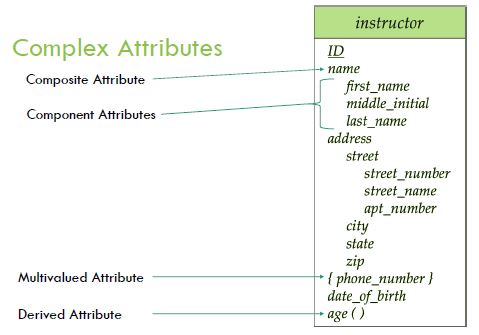 Complex Attributes
Composite Attribute
Component Attributes
Multivalued Attribute
Derived Attribute
instructor
ID
name
first_name
middle_initial
last_name
address
street
street_number
street_name
apt_number
city
state
zip
{ phone_number }
date_of_birth
age ( )